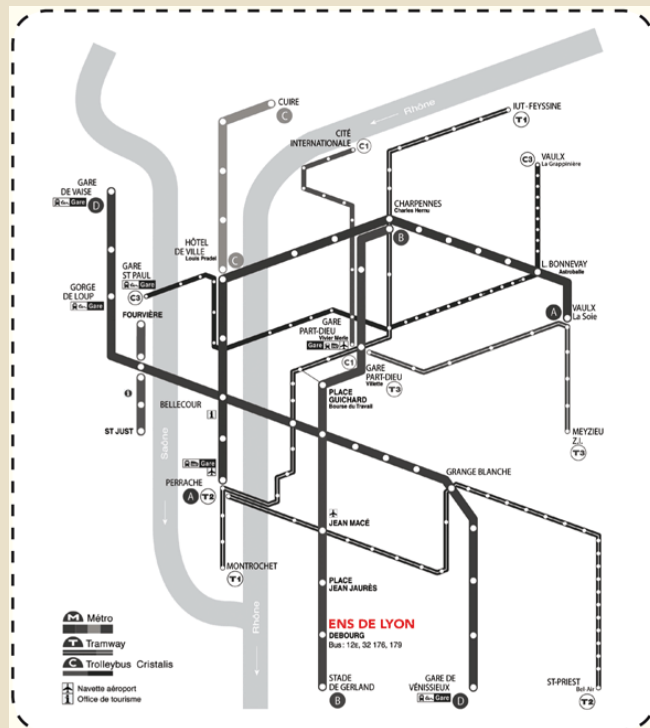 Rhône
CUIRE
C
IUT-FEYSSINE
T1
CITÉ
INTERNATIONALE
C1
C3
VAULX
La Grappinière
GARE
DE VAISE
Gare
D
CHARPENNES
Charles Hernu
B
HÔTEL
DE VILLE
Louis Pradel
C
GARE
ST PAUL
Gare
C3
L. BONNEVAY
Astroballe
GORGE
DE LOUP
Gare
FOURVIÈRE
A
VAULX
La Soie
GARE
PART-DIEU
Vivier Merle
Gare
C1
GARE
PART-DIEU
Villette
T3
PLACE
GUICHARD
Bourse du Travail
BELLECOUR
ST JUST
Saône
MEYZIEU
Z.I.
T3
Gare
PERRACHE
A
T2
GRANGE BLANCHE
JEAN MACÉ
MONTROCHET
T1
PLACE
JEAN JAURÈS
Rhône
ENS DE LYON
DEBOURG
Bus: 12E, 32 176, 179
M Métro
T Tramway
C Trolleybus Cristalis
Navette aéroport
Office de tourisme
STADE
DE GERLAND
B
GARE DE
VÉNISSIEUX
Gare
D
ST-PRIEST
Bel Air
T2